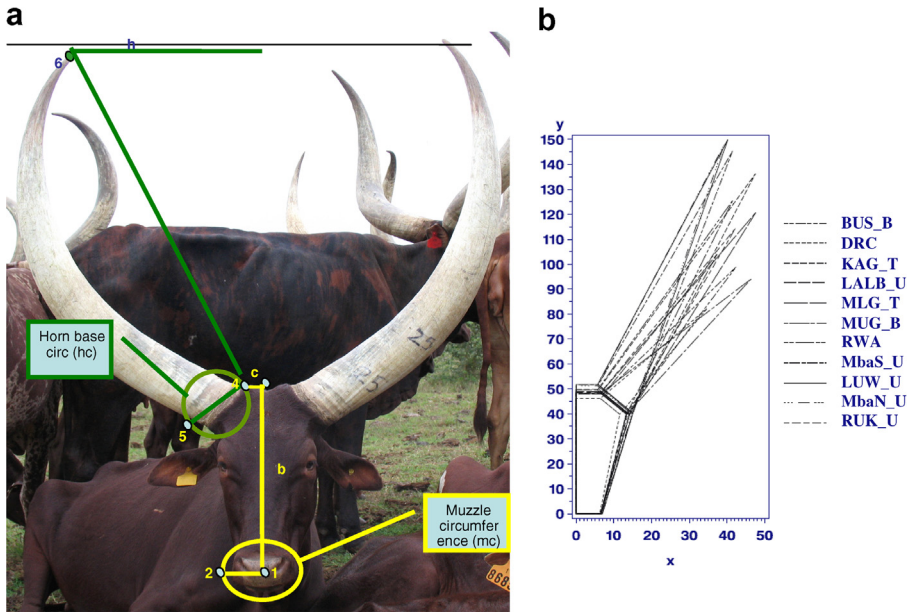 a
h
6
Horn base
circ (hc)
4
c
5
b
Muzzle
circumfer
ence (mc)
2
1
b
y
150
140
130
120
110
100
90
80
70
60
50
40
30
20
10
0
0 10 20 30 40 50
x
BUS_B
DRC
KAG_T
LALB_U
MLG_T
MUG_B
RWA
MbaS_U
LUW_U
MbaN_U
RUK_U